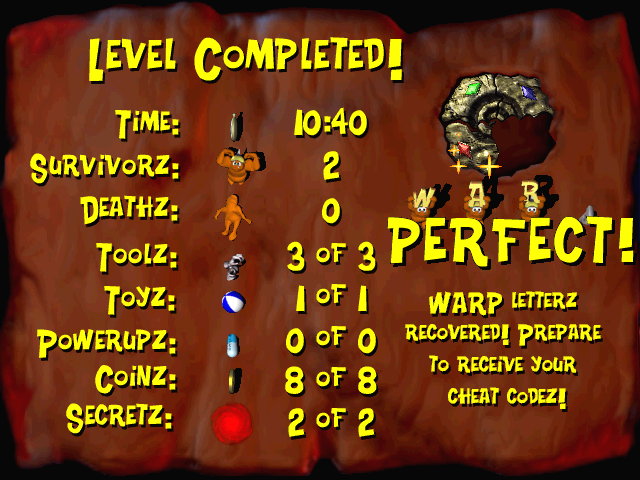 Level Completed!
Time: 10:40
Survivorz: 2
Deathz: 0
Toolz: 3 of 3
Toyz: 1 of 1
Powerupz: 0 of 0
Coinz: 8 of 8
Secretz: 2 of 2
W A R
PERFECT!
WARP letterz
recovered! Prepare
to receive your
cheat codez!